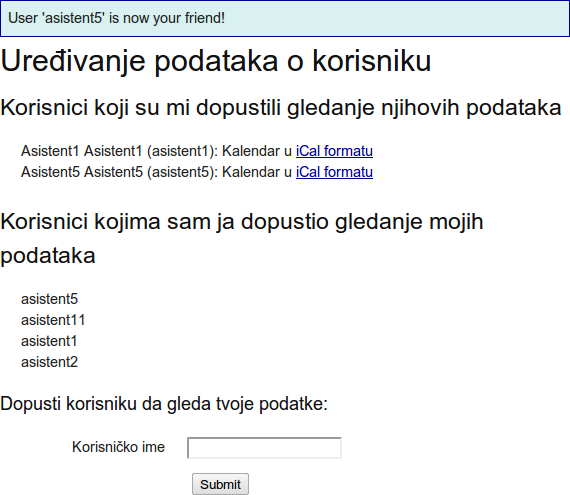 User 'asistent5' is now your friend!
Uređivanje podataka o korisniku
Korisnici koji su mi dopustili gledanje njihovih podataka
Asistent1 Asistent1 (asistent1): Kalendar u iCal formatu
Asistent5 Asistent5 (asistent5): Kalendar u iCal formatu
Korisnici kojima sam ja dopustio gledanje mojih
podataka
asistent5
asistent11
asistent1
asistent2
Dopusti korisniku da gleda tvoje podatke:
Korisničko ime
Submit